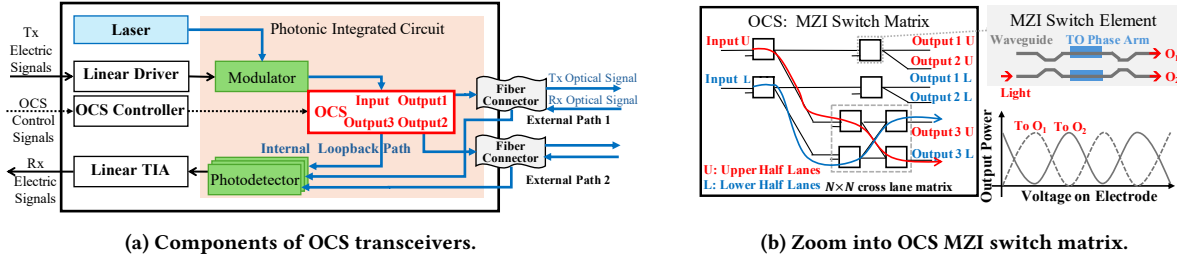 Tx
Electric
Signals
Laser
Photonic Integrated Circuit
Linear Driver
Modulator
OCS
Control
Signals
OCS Controller
Input Output1
OCS
Output3 Output2
Fiber
Connector
Tx Optical Signal
Rx Optical Signal
External Path 1
Internal Loopback Path
Fiber
Connector
External Path 2
Rx
Electric
Signals
Linear TIA
Photodetector
(a) Components of OCS transceivers.
OCS: MZI Switch Matrix
Input U
Output 1 U
Output 2 U
Input L
Output 1 L
Output 2 L
Output 3 U
Output 3 L
U: Upper Half Lanes
L: Lower Half Lanes
N×N cross lane matrix
MZI Switch Element
Waveguide
TO Phase Arm
O₁
O₂
Light
Output Power
To O₁
To O₂
Voltage on Electrode
(b) Zoom into OCS MZI switch matrix.